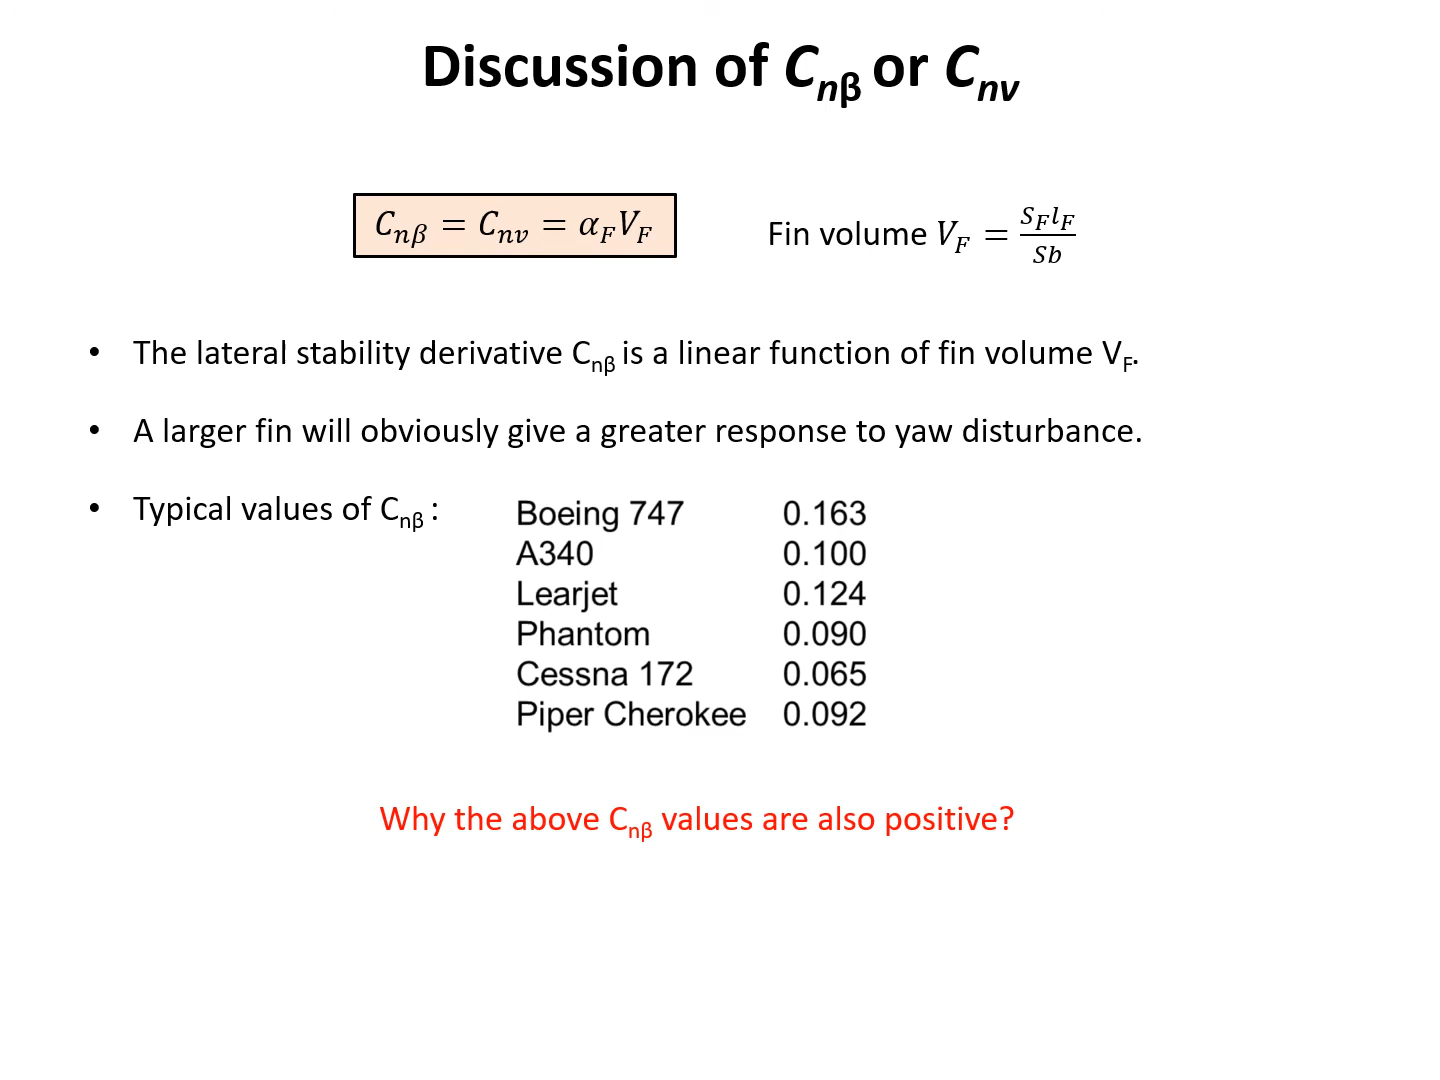 Discussion of Cnβ or Cnv
Cnβ = Cnv = αFVF
Fin volume VF = SFlF / Sb
• The lateral stability derivative Cnβ is a linear function of fin volume VF.
• A larger fin will obviously give a greater response to yaw disturbance.
• Typical values of Cnβ :
Boeing 747 0.163
A340 0.100
Learjet 0.124
Phantom 0.090
Cessna 172 0.065
Piper Cherokee 0.092
Why the above Cnβ values are also positive?